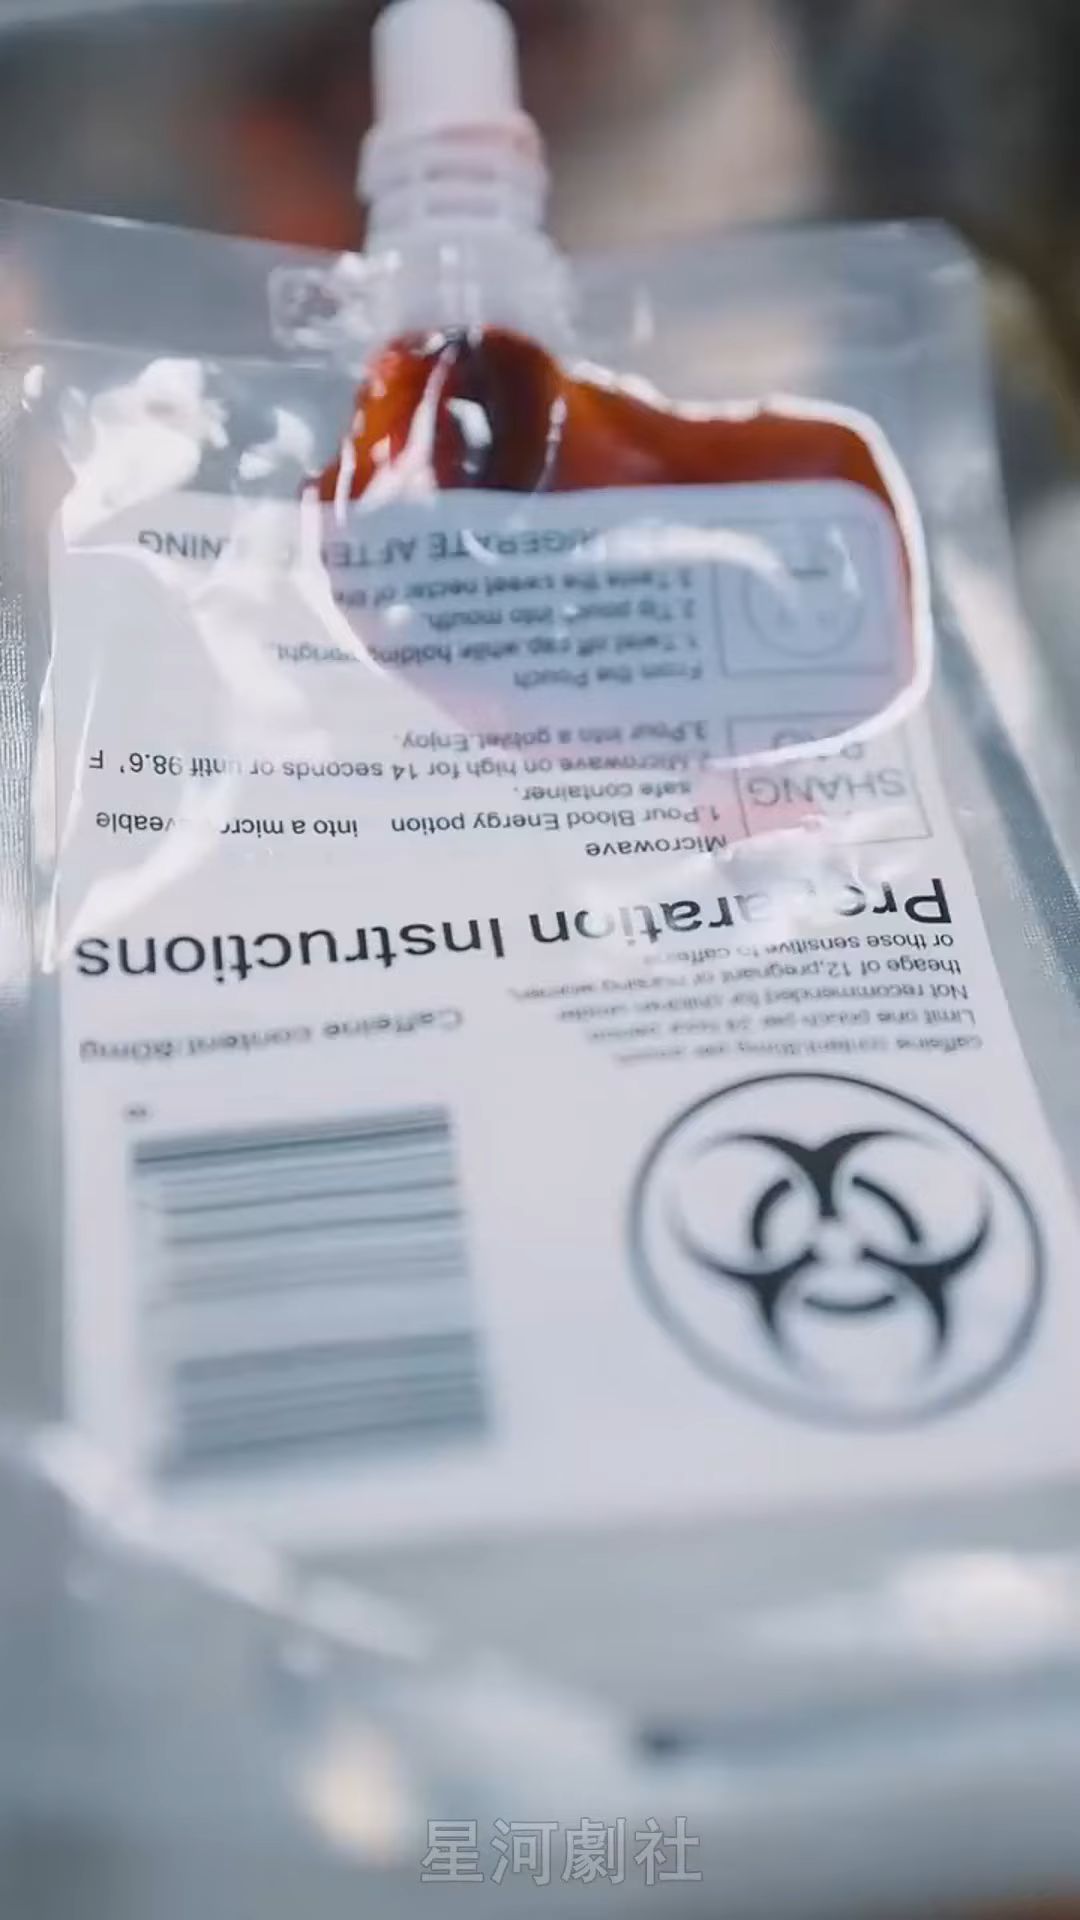 Limit one pouch per 24 hour
Not recommended for children under
theage of 12,pregnant or nursing women,
or those sensitive to caffeine
Caffeine content 80mg
Preparation Instructions
Microwave
1.Pour Blood Energy potion into a microwaveable
safe container.
2.Microwave on high for 14 seconds or untif 98.6' F
3.Pour into a goblet.Enjoy.
SHANG
From the Pouch
1.Twist off cap while holding upright.
2.Tip pouch into mouth.
3.Taste the sweet nectar of
REFRIGERATE AFTER OPENING
星河劇社